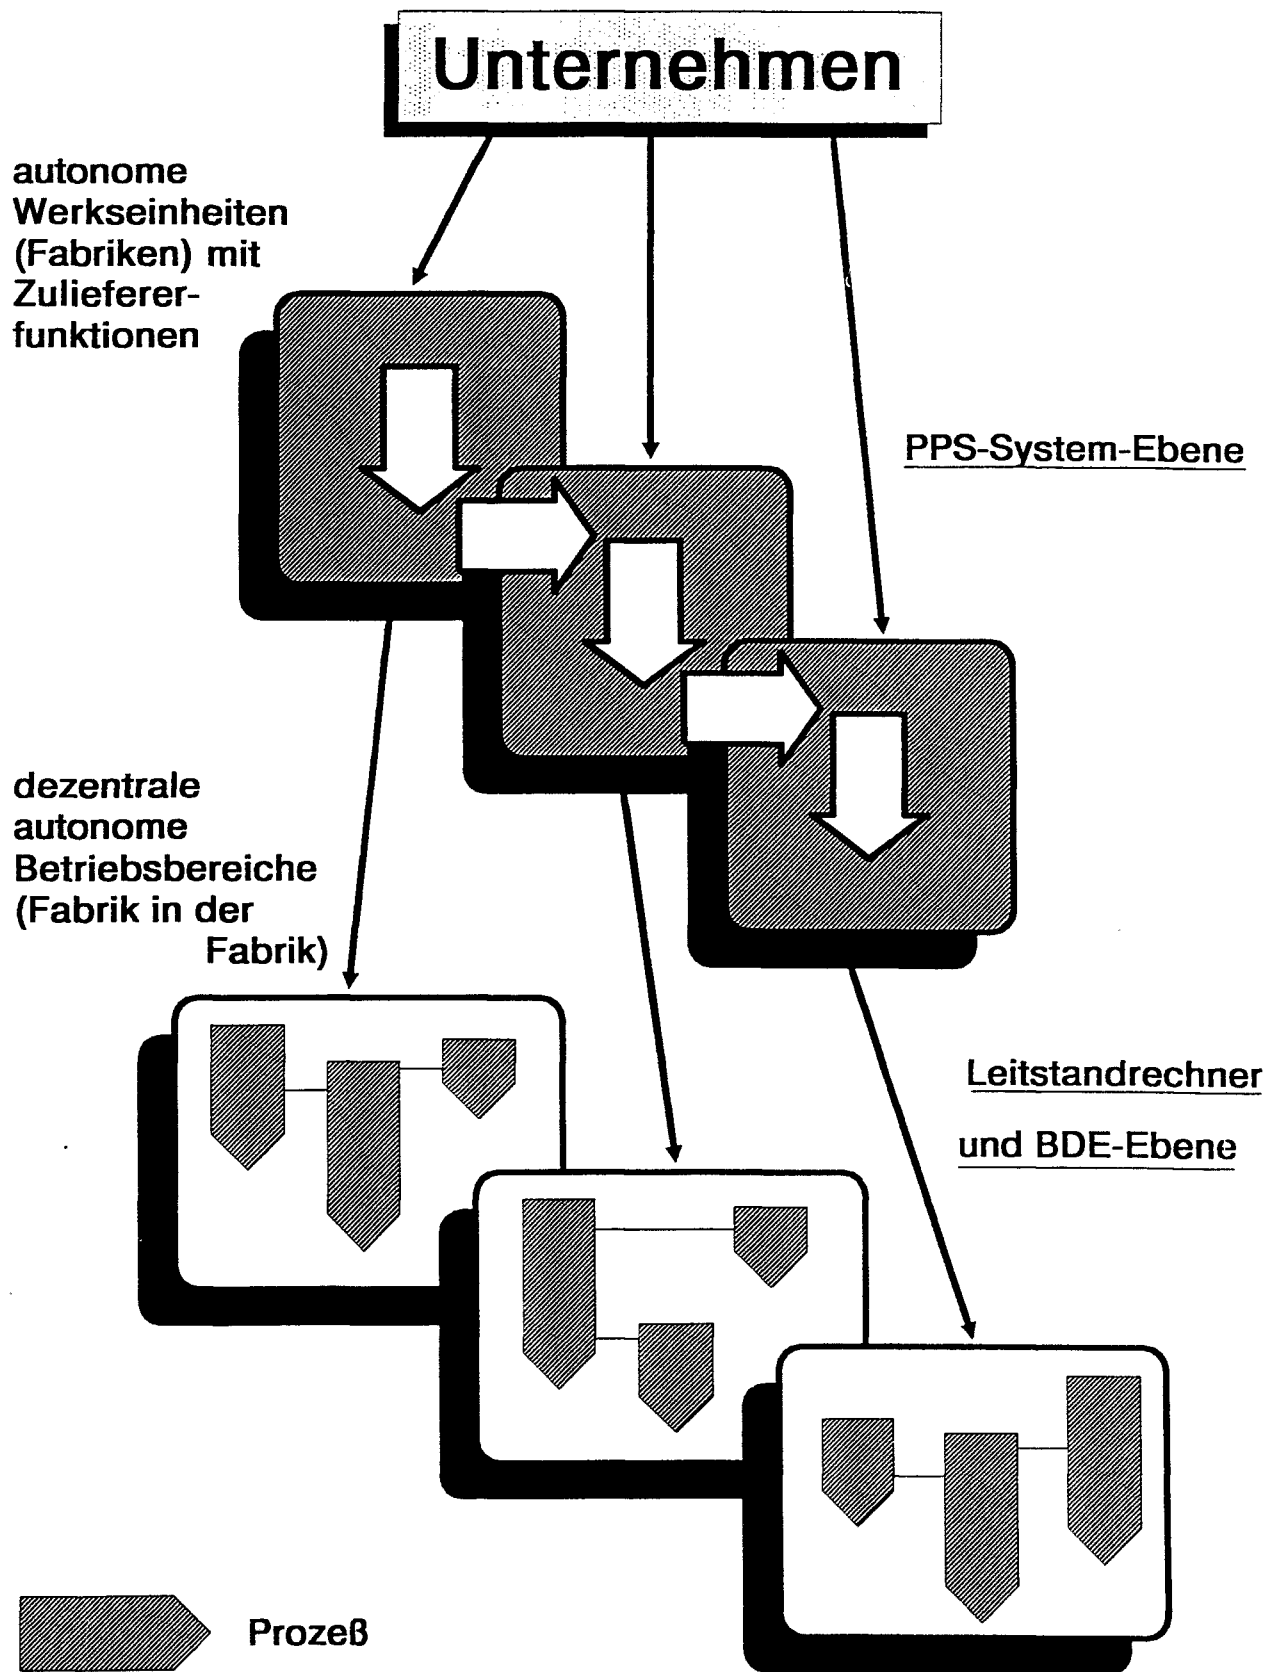 Unternehmen
autonome
Werkseinheiten
(Fabriken) mit
Zulieferer-
funktionen
PPS-System-Ebene
dezentrale
autonome
Betriebsbereiche
(Fabrik in der
Fabrik)
Leitstandrechner
und BDE-Ebene
Prozeß